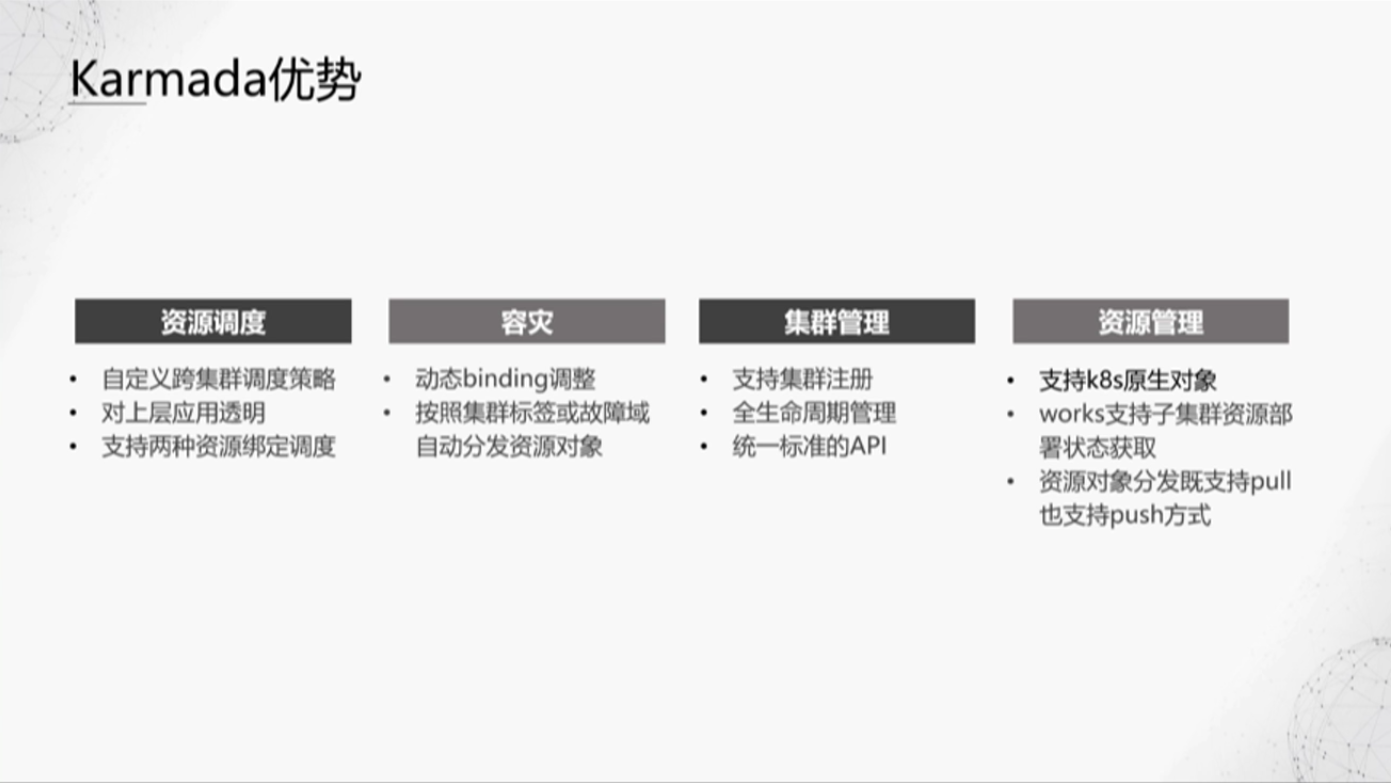 Karmada优势
资源调度
• 自定义跨集群调度策略
• 对上层应用透明
• 支持两种资源绑定调度
容灾
• 动态binding调整
• 按照集群标签或故障域
自动分发资源对象
集群管理
• 支持集群注册
• 全生命周期管理
• 统一标准的API
资源管理
• 支持k8s原生对象
• works支持子集群资源部
署状态获取
• 资源对象分发既支持pull
也支持push方式